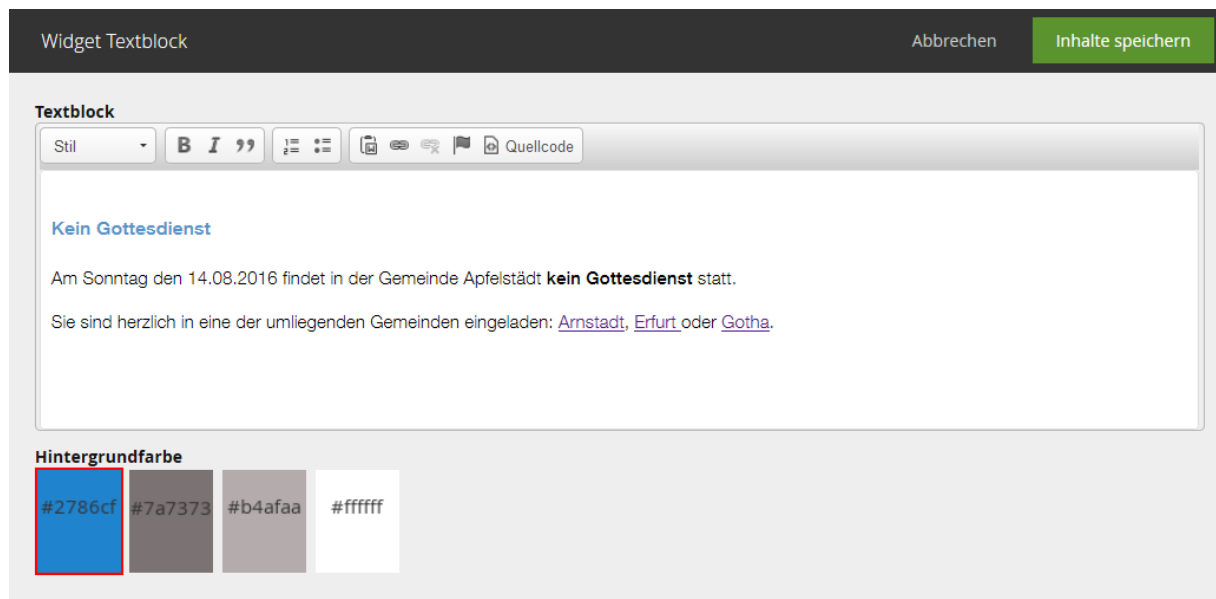 Widget Textblock Abbrechen Inhalte speichern
Textblock
Stil B I Quellcode
Kein Gottesdienst
Am Sonntag den 14.08.2016 findet in der Gemeinde Apfelstädt kein Gottesdienst statt.
Sie sind herzlich in eine der umliegenden Gemeinden eingeladen: Arnstadt, Erfurt oder Gotha.
Hintergrundfarbe
#2786cf #7a7373 #b4afaa #ffffff